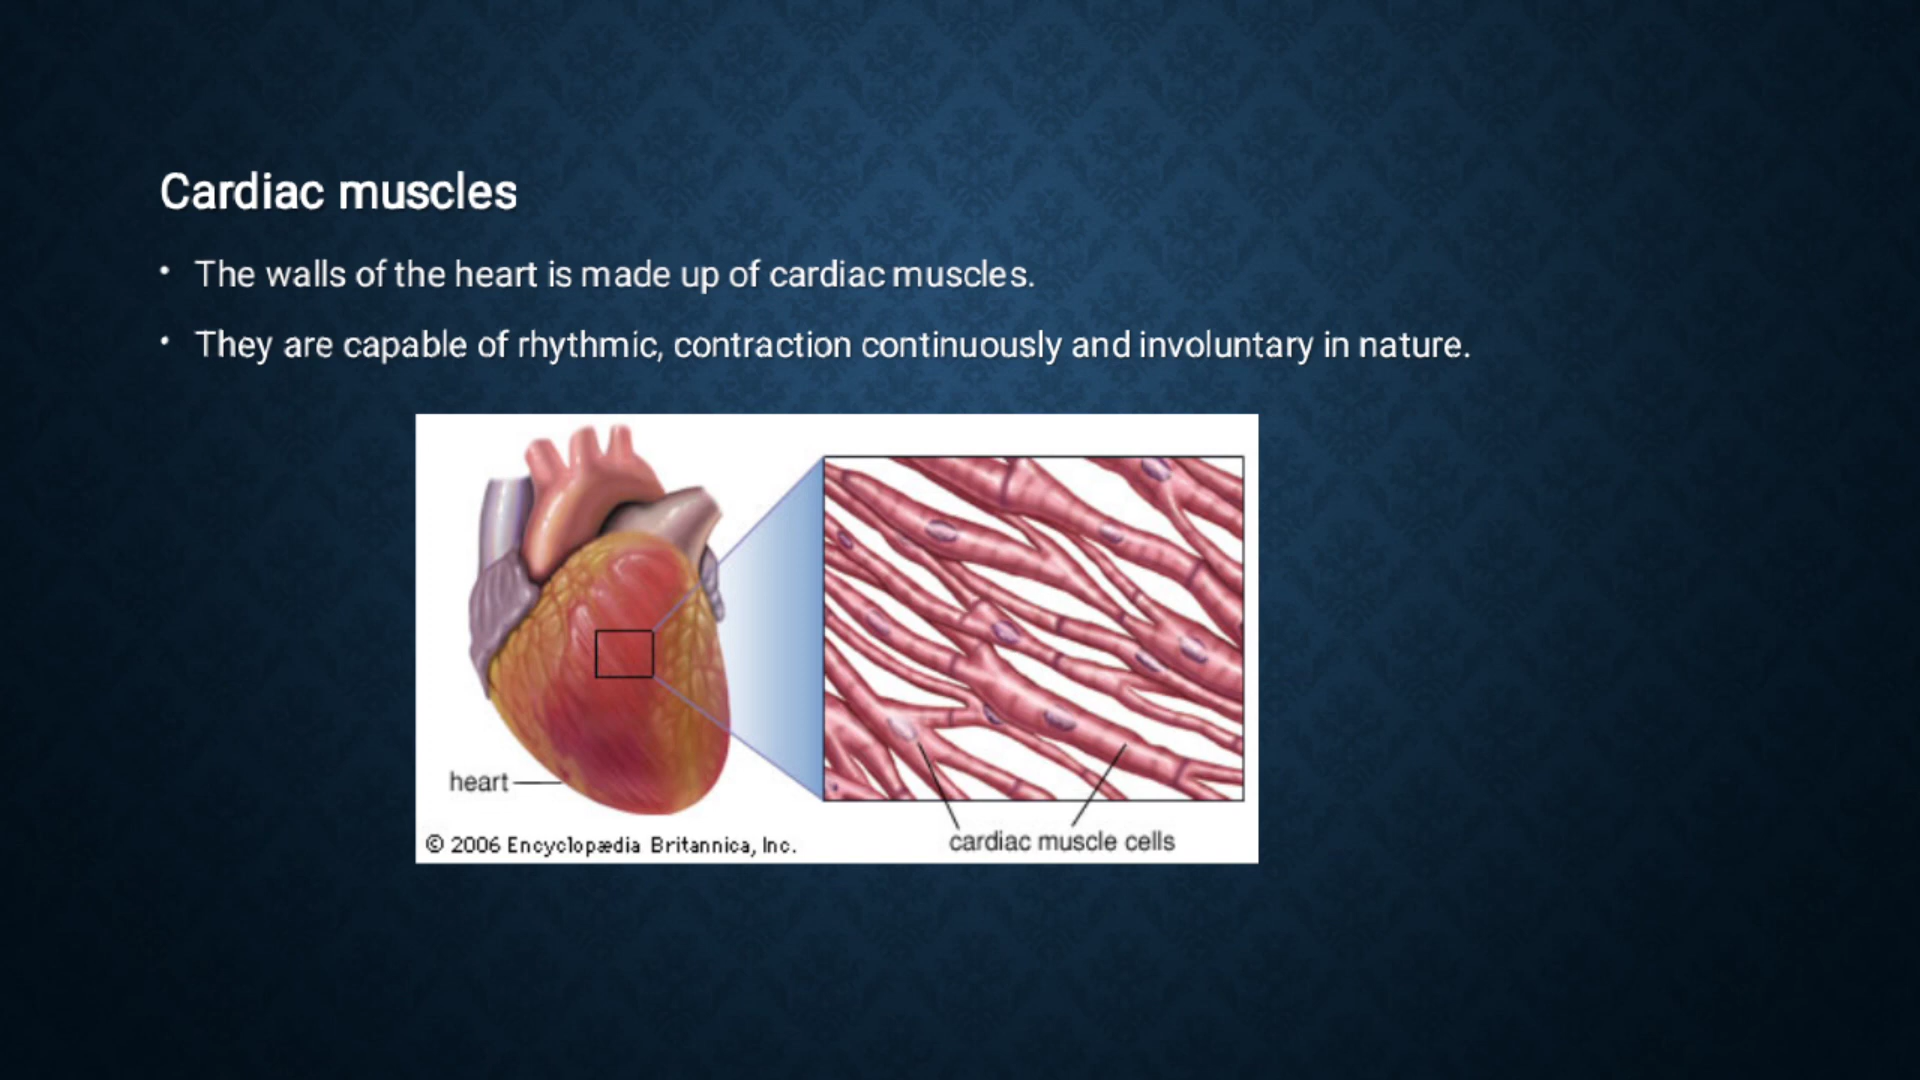 Cardiac muscles
• The walls of the heart is made up of cardiac muscles.
• They are capable of rhythmic, contraction continuously and involuntary in nature.
heart
cardiac muscle cells
© 2006 Encyclopædia Britannica, Inc.